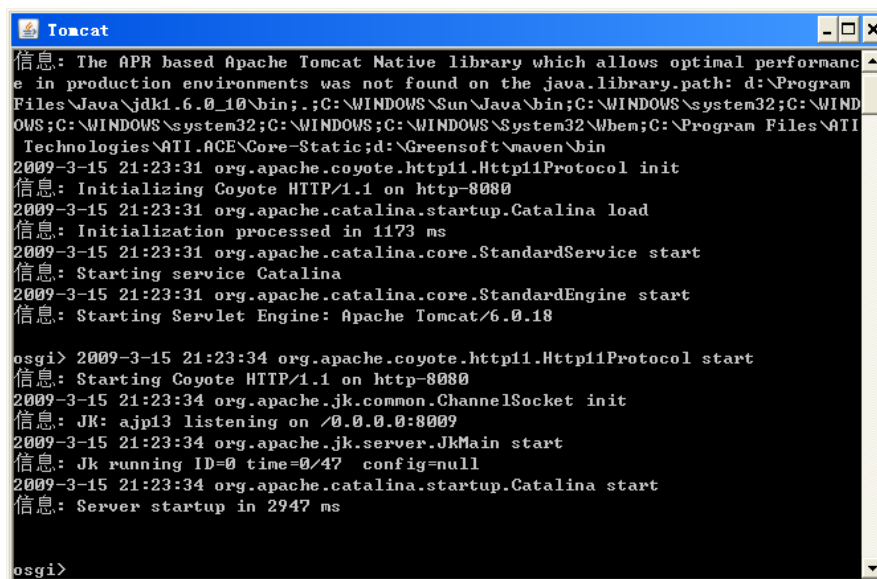 Tomcat
信息: The APR based Apache Tomcat Native library which allows optimal performanc
e in production environments was not found on the java.library.path: d:\Program
Files\Java\jdk1.6.0_10\bin;.;C:\WINDOWS\Sun\Java\bin;C:\WINDOWS\system32;C:\WIND
OWS;C:\WINDOWS\system32;C:\WINDOWS;C:\WINDOWS\System32\Wbem;C:\Program Files\ATI
Technologies\ATI.ACE\Core-Static;d:\Greensoft\maven\bin
2009-3-15 21:23:31 org.apache.coyote.http11.Http11Protocol init
信息: Initializing Coyote HTTP/1.1 on http-8080
2009-3-15 21:23:31 org.apache.catalina.startup.Catalina load
信息: Initialization processed in 1173 ms
2009-3-15 21:23:31 org.apache.catalina.core.StandardService start
信息: Starting service Catalina
2009-3-15 21:23:31 org.apache.catalina.core.StandardEngine start
信息: Starting Servlet Engine: Apache Tomcat/6.0.18
osgi> 2009-3-15 21:23:34 org.apache.coyote.http11.Http11Protocol start
信息: Starting Coyote HTTP/1.1 on http-8080
2009-3-15 21:23:34 org.apache.jk.common.ChannelSocket init
信息: JK: ajp13 listening on /0.0.0.0:8009
2009-3-15 21:23:34 org.apache.jk.server.JkMain start
信息: Jk running ID=0 time=0/47  config=null
2009-3-15 21:23:34 org.apache.catalina.startup.Catalina start
信息: Server startup in 2947 ms
osgi>